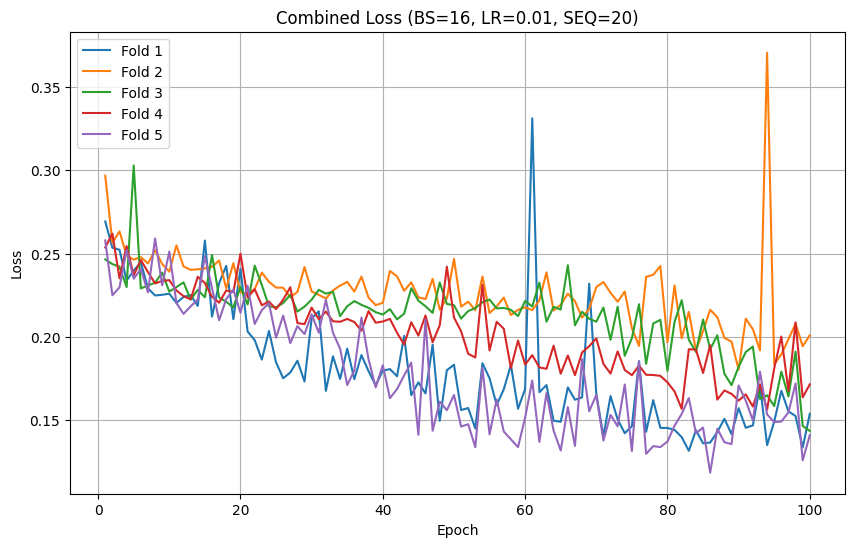 Combined Loss (BS=16, LR=0.01, SEQ=20)
Fold 1
Fold 2
Fold 3
Fold 4
Fold 5
0.35
0.30
0.25
0.20
0.15
Loss
0 20 40 60 80 100
Epoch